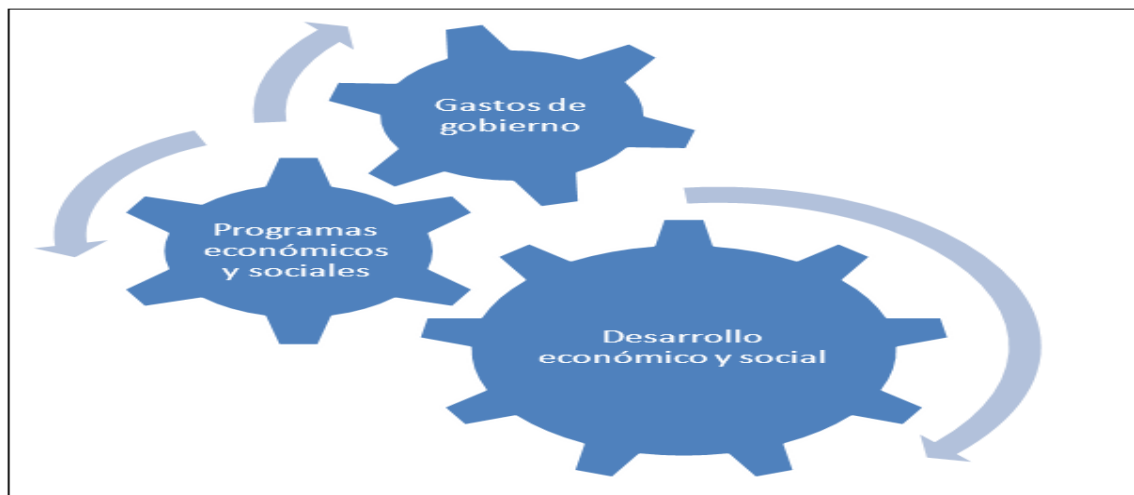 Gastos de
gobierno
Programas
económicos
y sociales
Desarrollo
económico y social